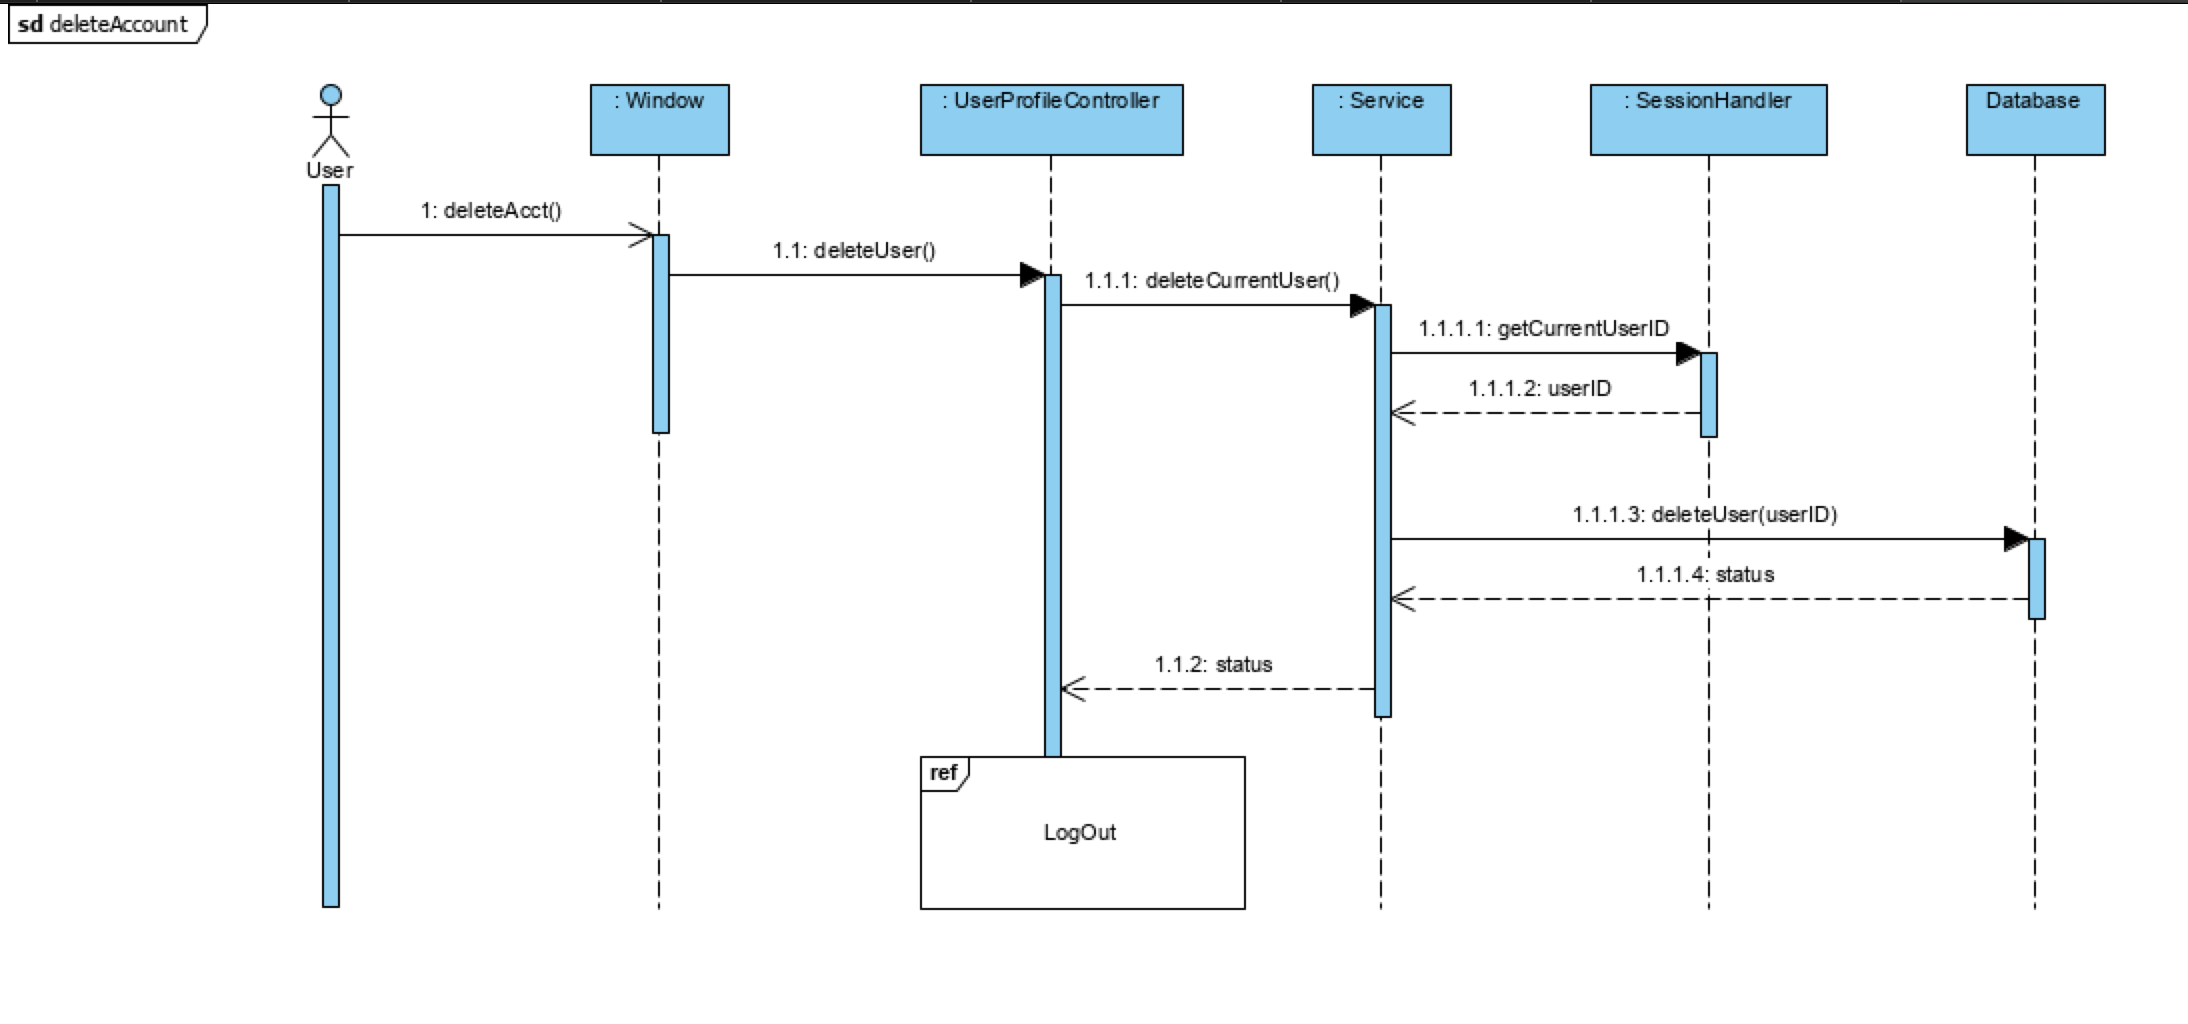 sd deleteAccount
: Window
: UserProfileController
: Service
: SessionHandler
Database
User
1: deleteAcct()
1.1: deleteUser()
1.1.1: deleteCurrentUser()
1.1.1.1: getCurrentUserID
1.1.1.2: userID
1.1.1.3: deleteUser(userID)
1.1.1.4: status
1.1.2: status
ref
LogOut